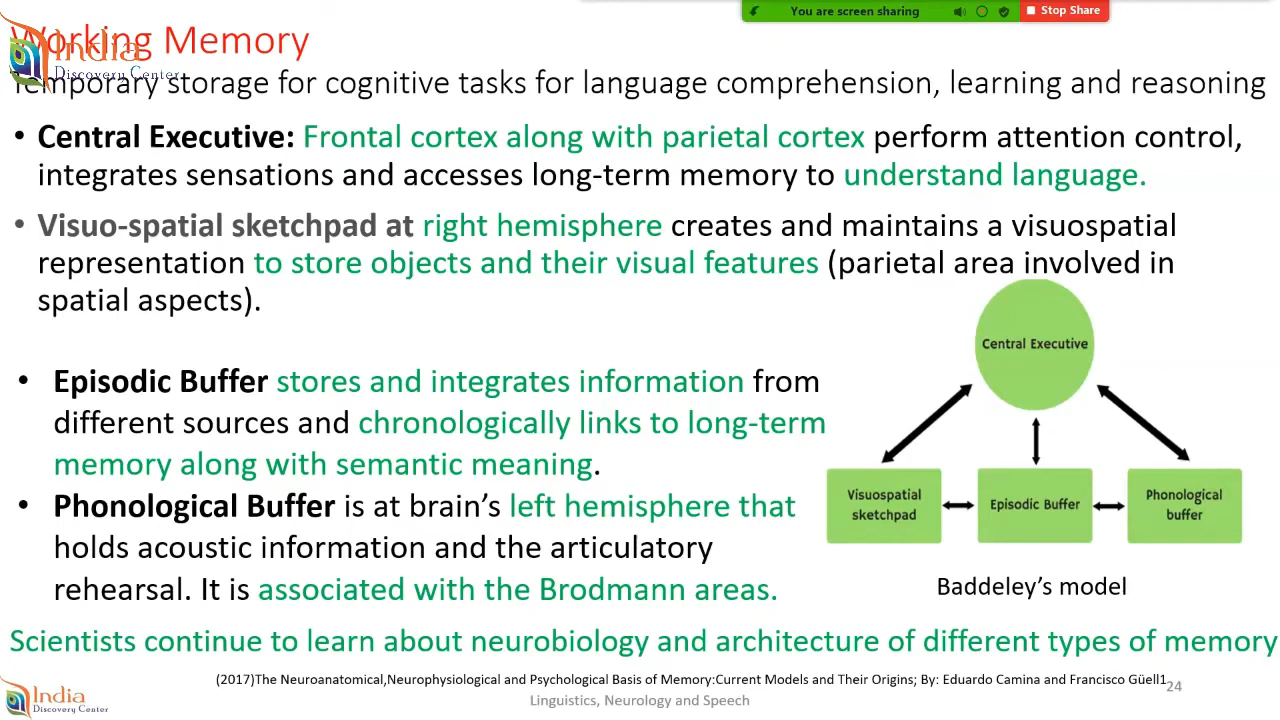 You are screen sharing
Stop Share
Working Memory
India
Discovery Center
Temporary storage for cognitive tasks for language comprehension, learning and reasoning
• Central Executive: Frontal cortex along with parietal cortex perform attention control,
integrates sensations and accesses long-term memory to understand language.
• Visuo-spatial sketchpad at right hemisphere creates and maintains a visuospatial
representation to store objects and their visual features (parietal area involved in
spatial aspects).
• Episodic Buffer stores and integrates information from
different sources and chronologically links to long-term
memory along with semantic meaning.
• Phonological Buffer is at brain's left hemisphere that
holds acoustic information and the articulatory
rehearsal. It is associated with the Brodmann areas.
Central Executive
Visuospatial
sketchpad
Episodic Buffer
Phonological
buffer
Baddeley's model
Scientists continue to learn about neurobiology and architecture of different types of memory
(2017)The Neuroanatomical,Neurophysiological and Psychological Basis of Memory:Current Models and Their Origins; By: Eduardo Camina and Francisco Güell1
24
India
Discovery Center
Linguistics, Neurology and Speech